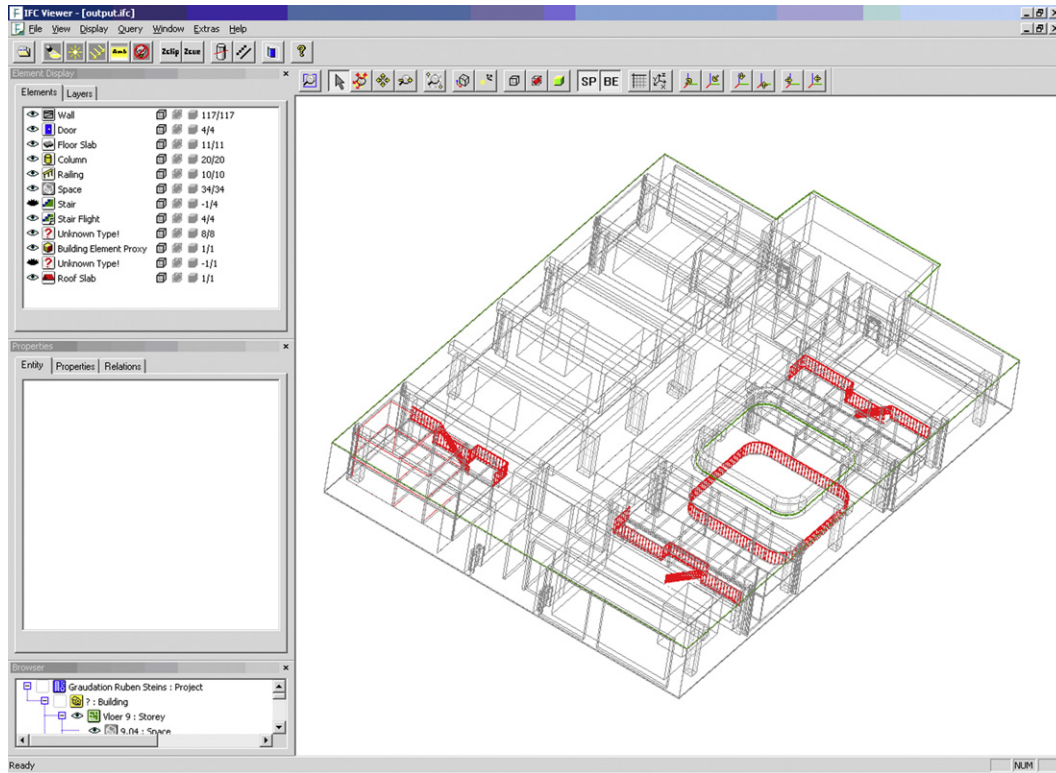 IFC Viewer - [output.ifc]
File View Display Query Window Extras Help
Zclip Zcue
SP BE
Element Display
Elements Layers
Wall 117/117
Door 4/4
Floor Slab 11/11
Column 20/20
Railing 10/10
Space 34/34
Stair -1/4
Stair Flight 4/4
Unknown Type! 8/8
Building Element Proxy 1/1
Unknown Type! -1/1
Roof Slab 1/1
Properties
Entity Properties Relations
Browser
Graudation Ruben Steins : Project
? : Building
Vloer 9 : Storey
9.04 : Space
Ready NUM